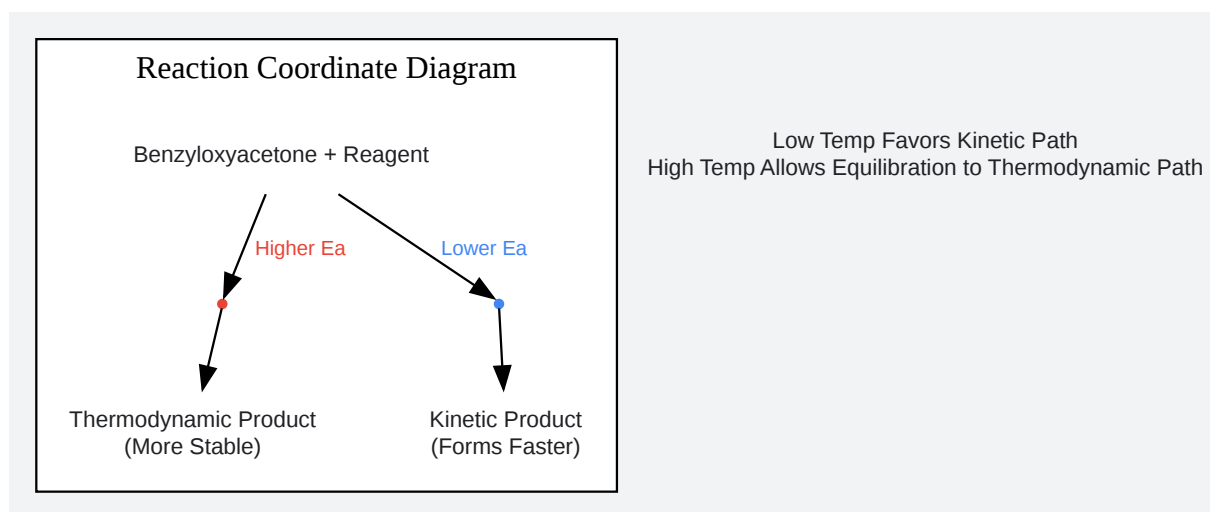 Reaction Coordinate Diagram
Benzyloxyacetone + Reagent
Low Temp Favors Kinetic Path
High Temp Allows Equilibration to Thermodynamic Path
Higher Ea
Lower Ea
Thermodynamic Product
(More Stable)
Kinetic Product
(Forms Faster)